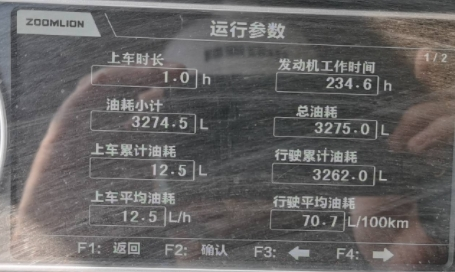 ZOOMLION
运行参数
1/2
上车时长
1.0 h
发动机工作时间
234.6 h
油耗小计
3274.5 L
总油耗
3275.0 L
上车累计油耗
12.5 L
行驶累计油耗
3262.0 L
上车平均油耗
12.5 L/h
行驶平均油耗
70.7 L/100km
F1: 返回 F2: 确认 F3: ← F4: →